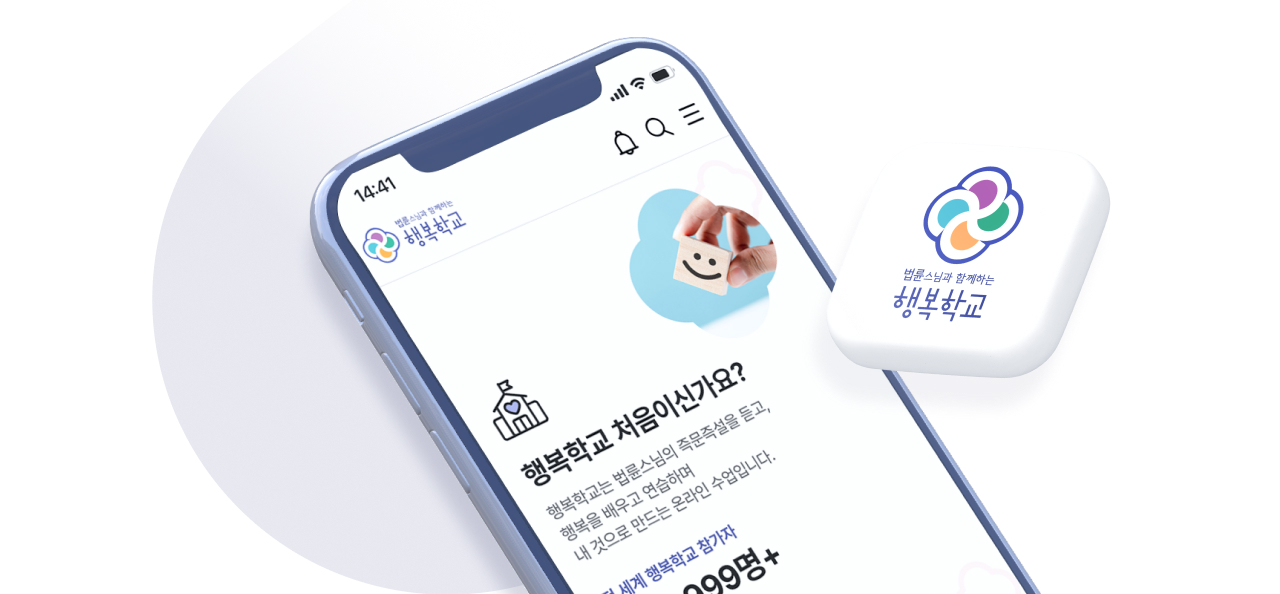 14:41
법륜스님과 함께하는
행복학교
행복학교 처음이신가요?
행복학교는 법륜스님의 즉문즉설을 듣고,
행복을 배우고 연습하며
내 것으로 만드는 온라인 수업입니다.
세계 행복학교 참가자
999명+
법륜스님과 함께하는
행복학교